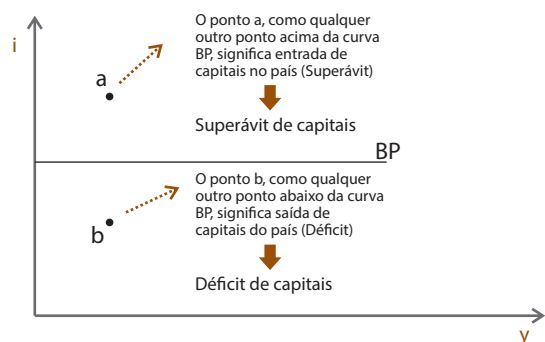 i
O ponto a, como qualquer
outro ponto acima da curva
BP, significa entrada de
capitais no país (Superávit)
a
Superávit de capitais
BP
O ponto b, como qualquer
outro ponto abaixo da curva
BP, significa saída de
capitais do país (Déficit)
b
Déficit de capitais
y